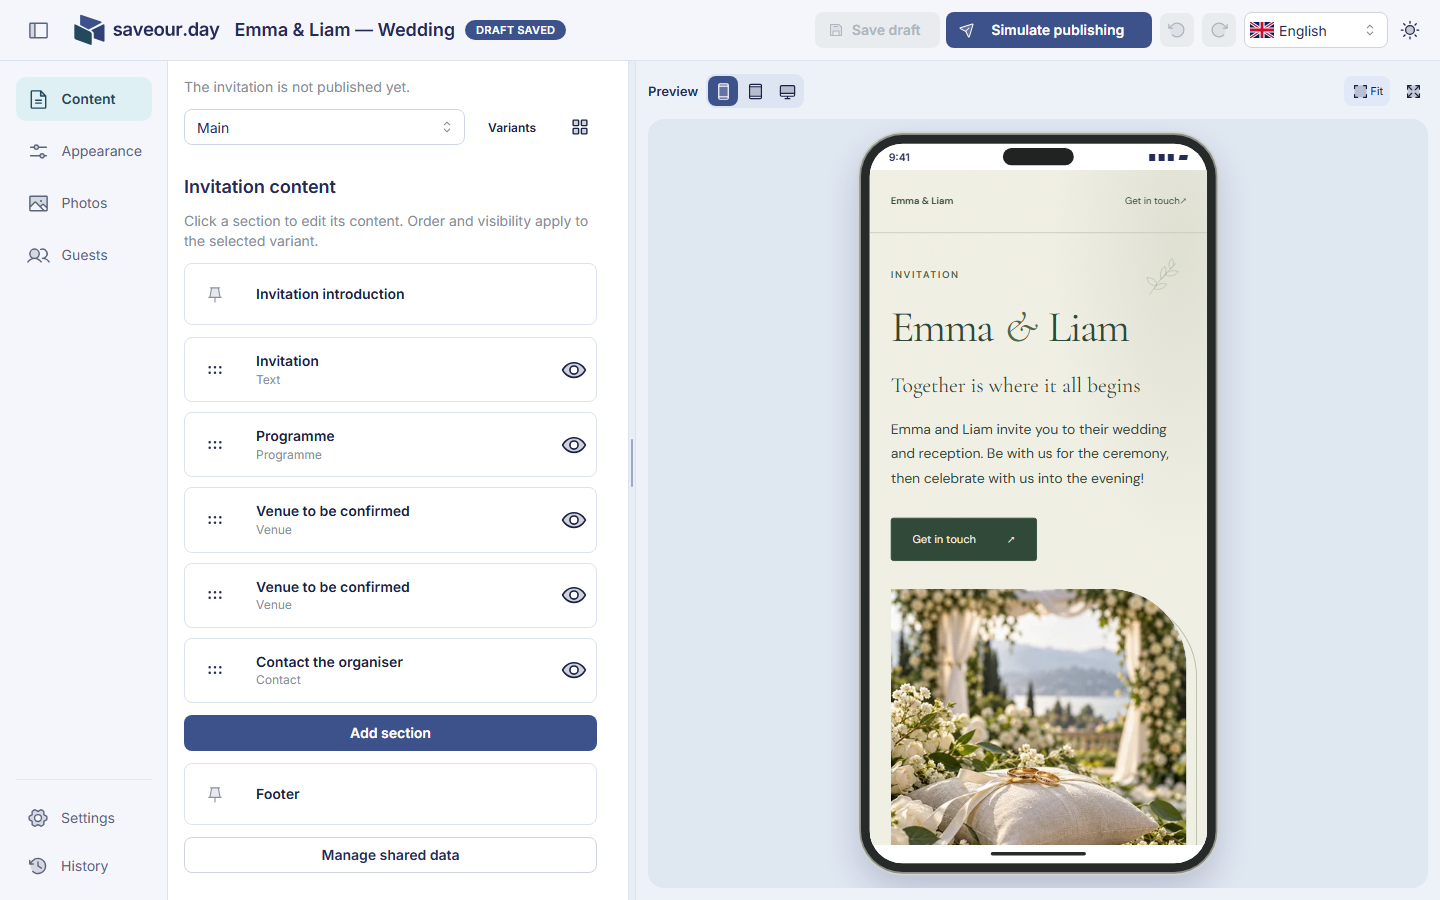 saveour.day
Emma & Liam — Wedding
DRAFT SAVED
Save draft
Simulate publishing
English
Content
Appearance
Photos
Guests
Settings
History
The invitation is not published yet.
Main
Variants
Invitation content
Click a section to edit its content. Order and visibility apply to
the selected variant.
Invitation introduction
Invitation
Text
Programme
Programme
Venue to be confirmed
Venue
Venue to be confirmed
Venue
Contact the organiser
Contact
Add section
Footer
Manage shared data
Preview
Fit
9:41
Emma & Liam
Get in touch↗
INVITATION
Emma & Liam
Together is where it all begins
Emma and Liam invite you to their wedding
and reception. Be with us for the ceremony,
then celebrate with us into the evening!
Get in touch ↗